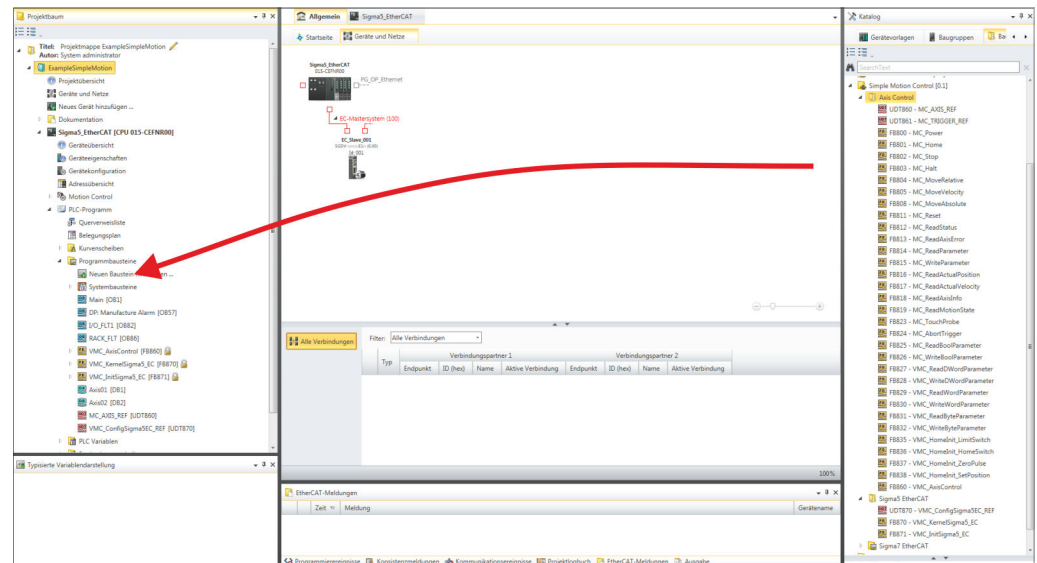 Projektbaum
Titel: Projektmappe ExampleSimpleMotion
Autor: System administrator
ExampleSimpleMotion
Projektübersicht
Geräte und Netze
Neues Gerät hinzufügen ...
Dokumentation
Sigma5_EtherCAT [CPU 015-CEFNR00]
Geräteübersicht
Geräteeigenschaften
Gerätekonfiguration
Adressübersicht
Motion Control
PLC-Programm
Querverweisliste
Belegungsplan
Kurvenscheiben
Programmbausteine
Neuen Baustein
Systembausteine
Main [OB1]
DP: Manufacture Alarm [OB57]
I/O_FLT1 [OB82]
RACK_FLT [OB86]
VMC_AxisControl [FB860]
VMC_KernelSigma5_EC [FB870]
VMC_InitSigma5_EC [FB871]
Axis01 [DB1]
Axis02 [DB2]
MC_AXIS_REF [UDT860]
VMC_ConfigSigma5EC_REF [UDT870]
PLC Variablen
Typisierte Variablendarstellung
Allgemein
Sigma5_EtherCAT
Startseite
Geräte und Netze
Sigma5_EtherCAT
015-CEFNR00
PG_OP_Ethernet
EC-Mastersystem (100)
EC_Slave_001
Id:001
Alle Verbindungen
Filter: Alle Verbindungen
Typ
Verbindungspartner 1
Verbindungspartner 2
Endpunkt
ID (hex)
Name
Aktive Verbindung
Endpunkt
ID (hex)
Name
Aktive Verbindung
100%
EtherCAT-Meldungen
Zeit
Meldung
Gerätename
Programmierereignisse
Konsistenzmeldungen
Kommunikationsereignisse
Projektlogbuch
EtherCAT-Meldungen
Ausgabe
Katalog
Gerätevorlagen
Baugruppen
SearchText
Simple Motion Control [0.1]
Axis Control
UDT860 - MC_AXIS_REF
UDT861 - MC_TRIGGER_REF
FB800 - MC_Power
FB801 - MC_Home
FB802 - MC_Stop
FB803 - MC_Halt
FB804 - MC_MoveRelative
FB805 - MC_MoveVelocity
FB808 - MC_MoveAbsolute
FB811 - MC_Reset
FB812 - MC_ReadStatus
FB813 - MC_ReadAxisError
FB814 - MC_ReadParameter
FB815 - MC_WriteParameter
FB816 - MC_ReadActualPosition
FB817 - MC_ReadActualVelocity
FB818 - MC_ReadAxisInfo
FB819 - MC_ReadMotionState
FB823 - MC_TouchProbe
FB824 - MC_AbortTrigger
FB825 - MC_ReadBoolParameter
FB826 - MC_WriteBoolParameter
FB827 - VMC_ReadDWordParameter
FB828 - VMC_WriteDWordParameter
FB829 - VMC_ReadWordParameter
FB830 - VMC_WriteWordParameter
FB831 - VMC_ReadByteParameter
FB832 - VMC_WriteByteParameter
FB835 - VMC_HomeInit_LimitSwitch
FB836 - VMC_HomeInit_HomeSwitch
FB837 - VMC_HomeInit_ZeroPulse
FB838 - VMC_HomeInit_SetPosition
FB860 - VMC_AxisControl
Sigma5 EtherCAT
UDT870 - VMC_ConfigSigma5EC_REF
FB870 - VMC_KernelSigma5_EC
FB871 - VMC_InitSigma5_EC
Sigma7 EtherCAT